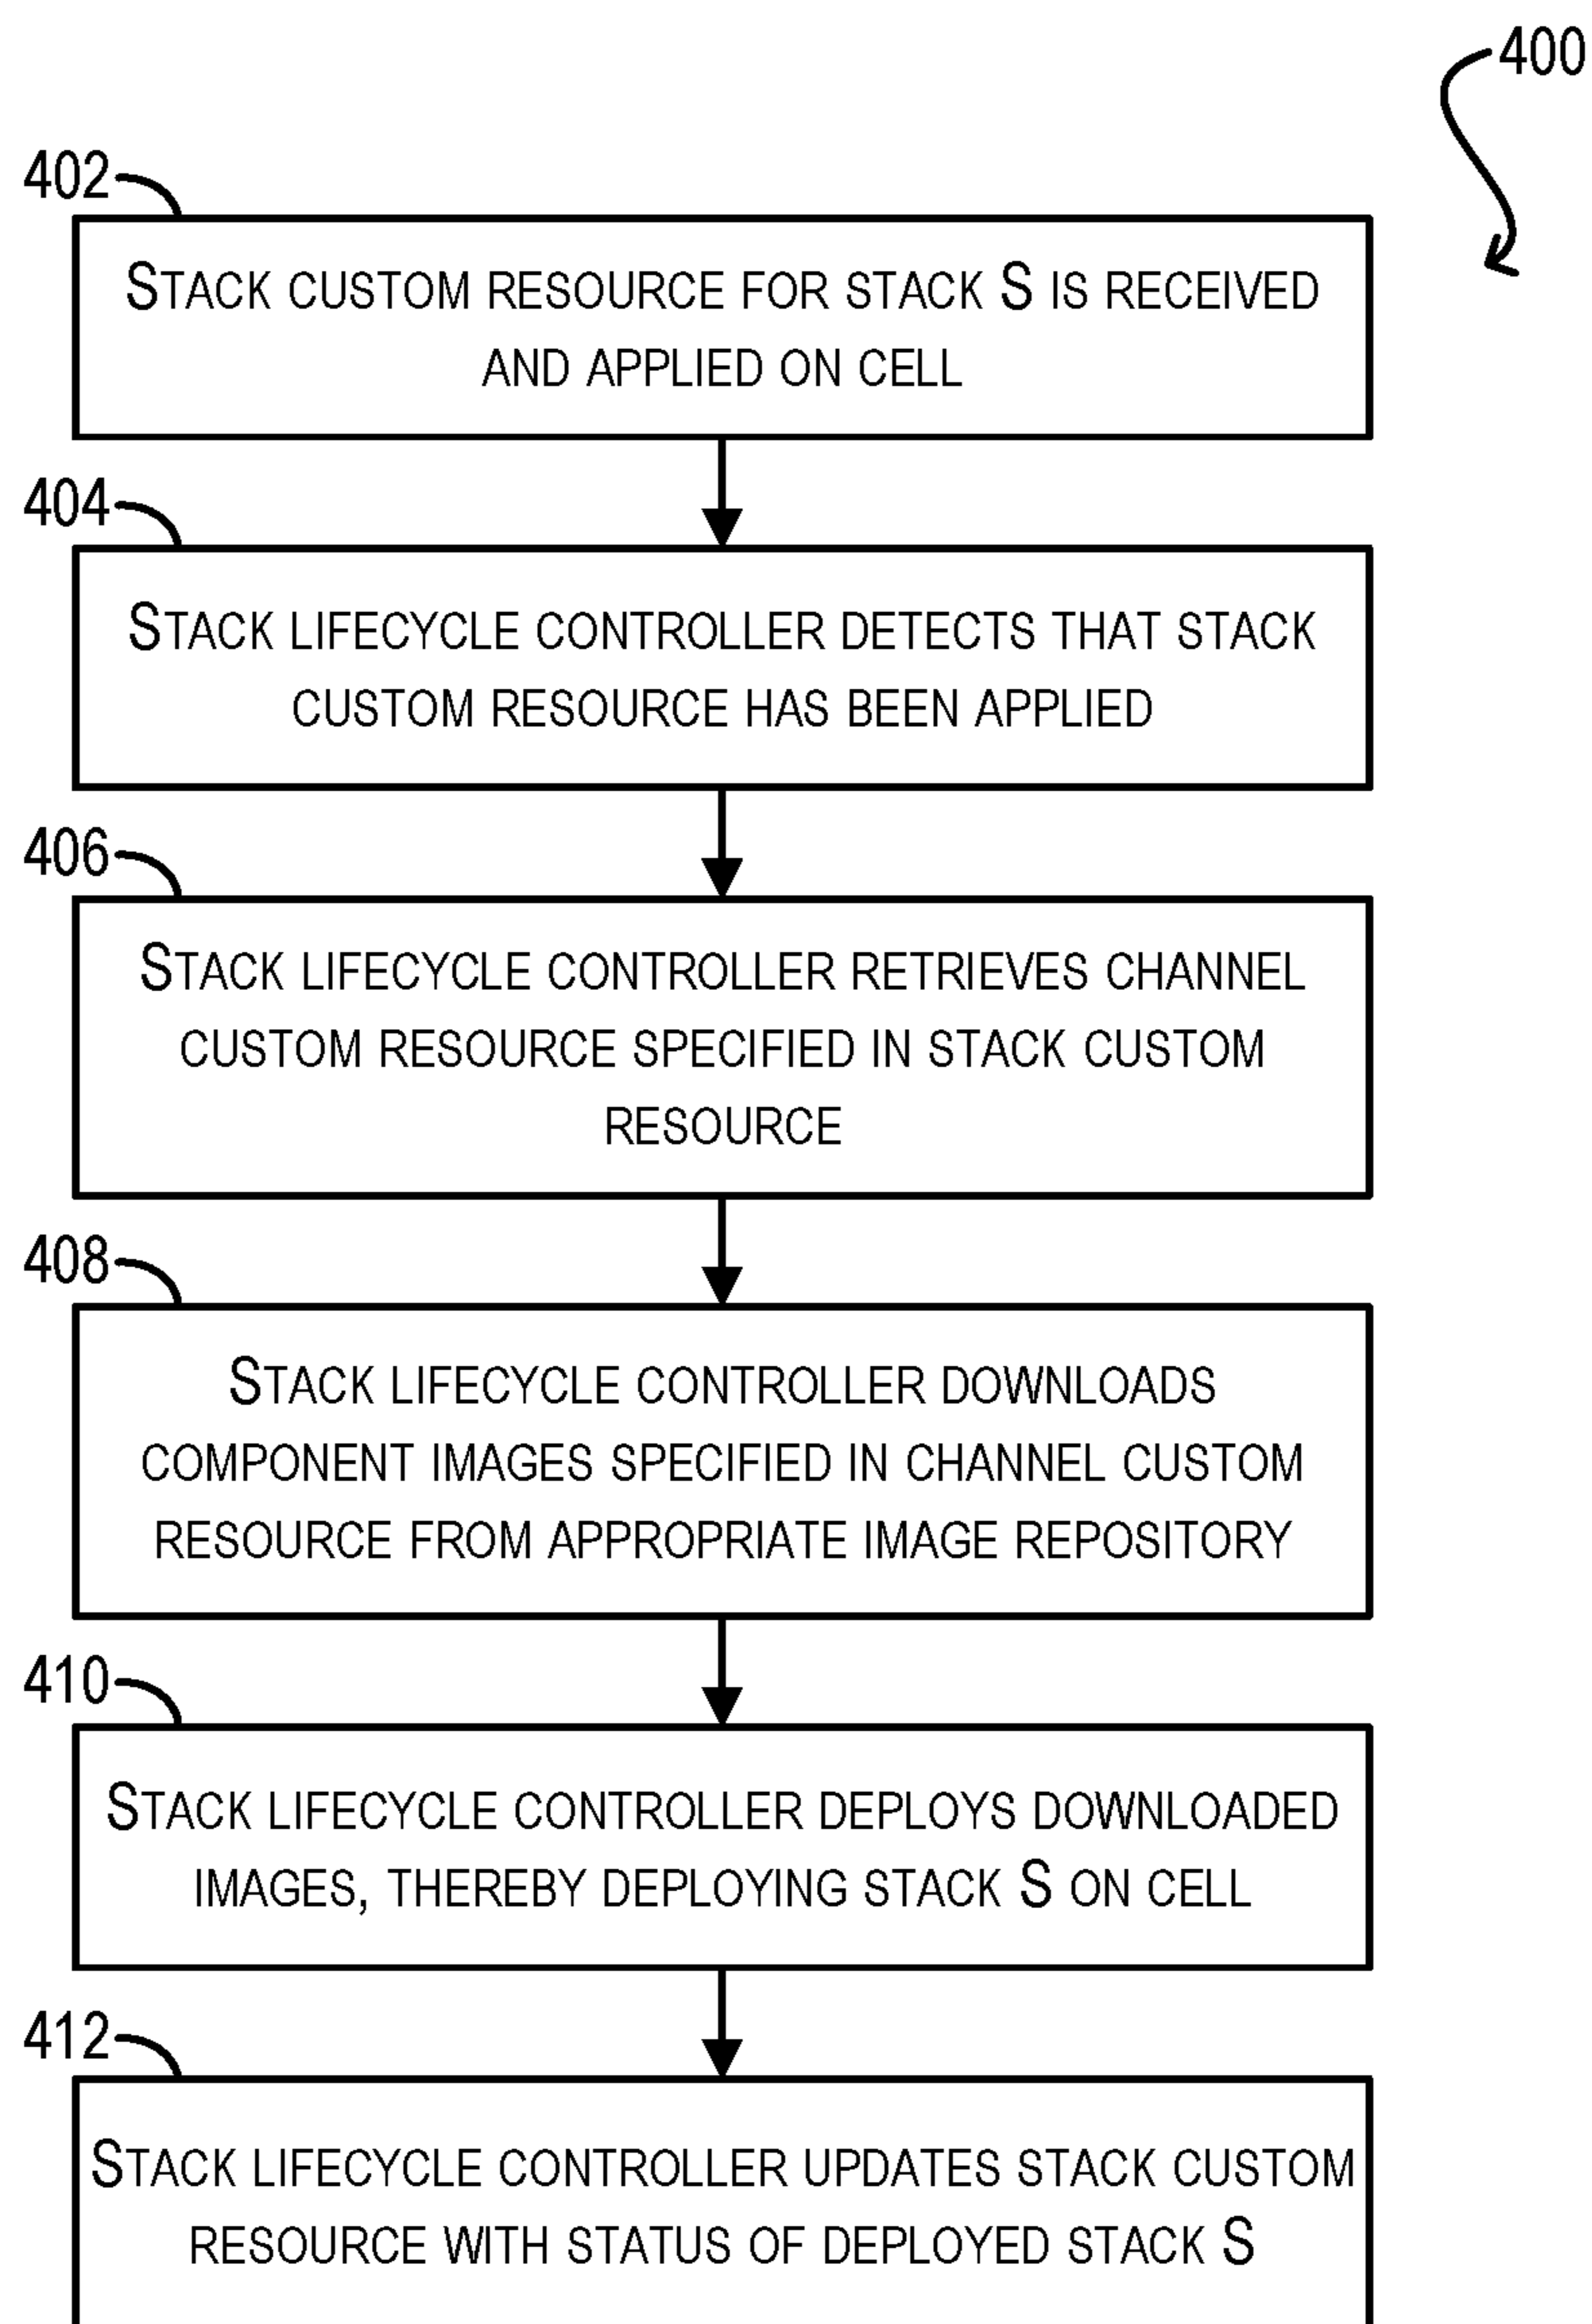 400
402
STACK CUSTOM RESOURCE FOR STACK S IS RECEIVED
AND APPLIED ON CELL
404
STACK LIFECYCLE CONTROLLER DETECTS THAT STACK
CUSTOM RESOURCE HAS BEEN APPLIED
406
STACK LIFECYCLE CONTROLLER RETRIEVES CHANNEL
CUSTOM RESOURCE SPECIFIED IN STACK CUSTOM
RESOURCE
408
STACK LIFECYCLE CONTROLLER DOWNLOADS
COMPONENT IMAGES SPECIFIED IN CHANNEL CUSTOM
RESOURCE FROM APPROPRIATE IMAGE REPOSITORY
410
STACK LIFECYCLE CONTROLLER DEPLOYS DOWNLOADED
IMAGES, THEREBY DEPLOYING STACK S ON CELL
412
STACK LIFECYCLE CONTROLLER UPDATES STACK CUSTOM
RESOURCE WITH STATUS OF DEPLOYED STACK S